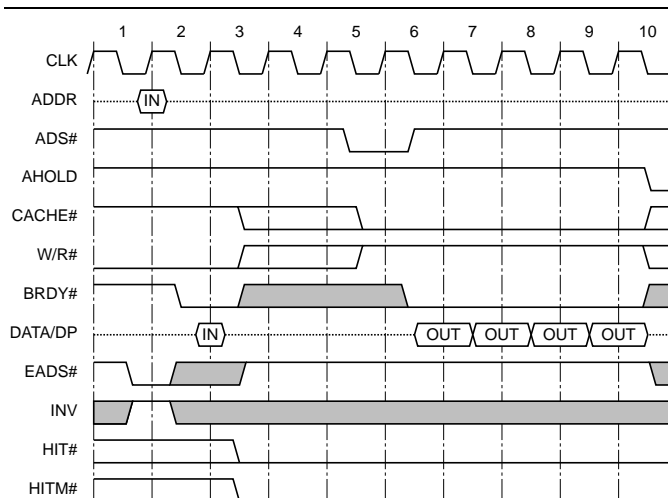 1 2 3 4 5 6 7 8 9 10
CLK
ADDR IN
ADS#
AHOLD
CACHE#
W/R#
BRDY#
DATA/DP IN OUT OUT OUT OUT
EADS#
INV
HIT#
HITM#